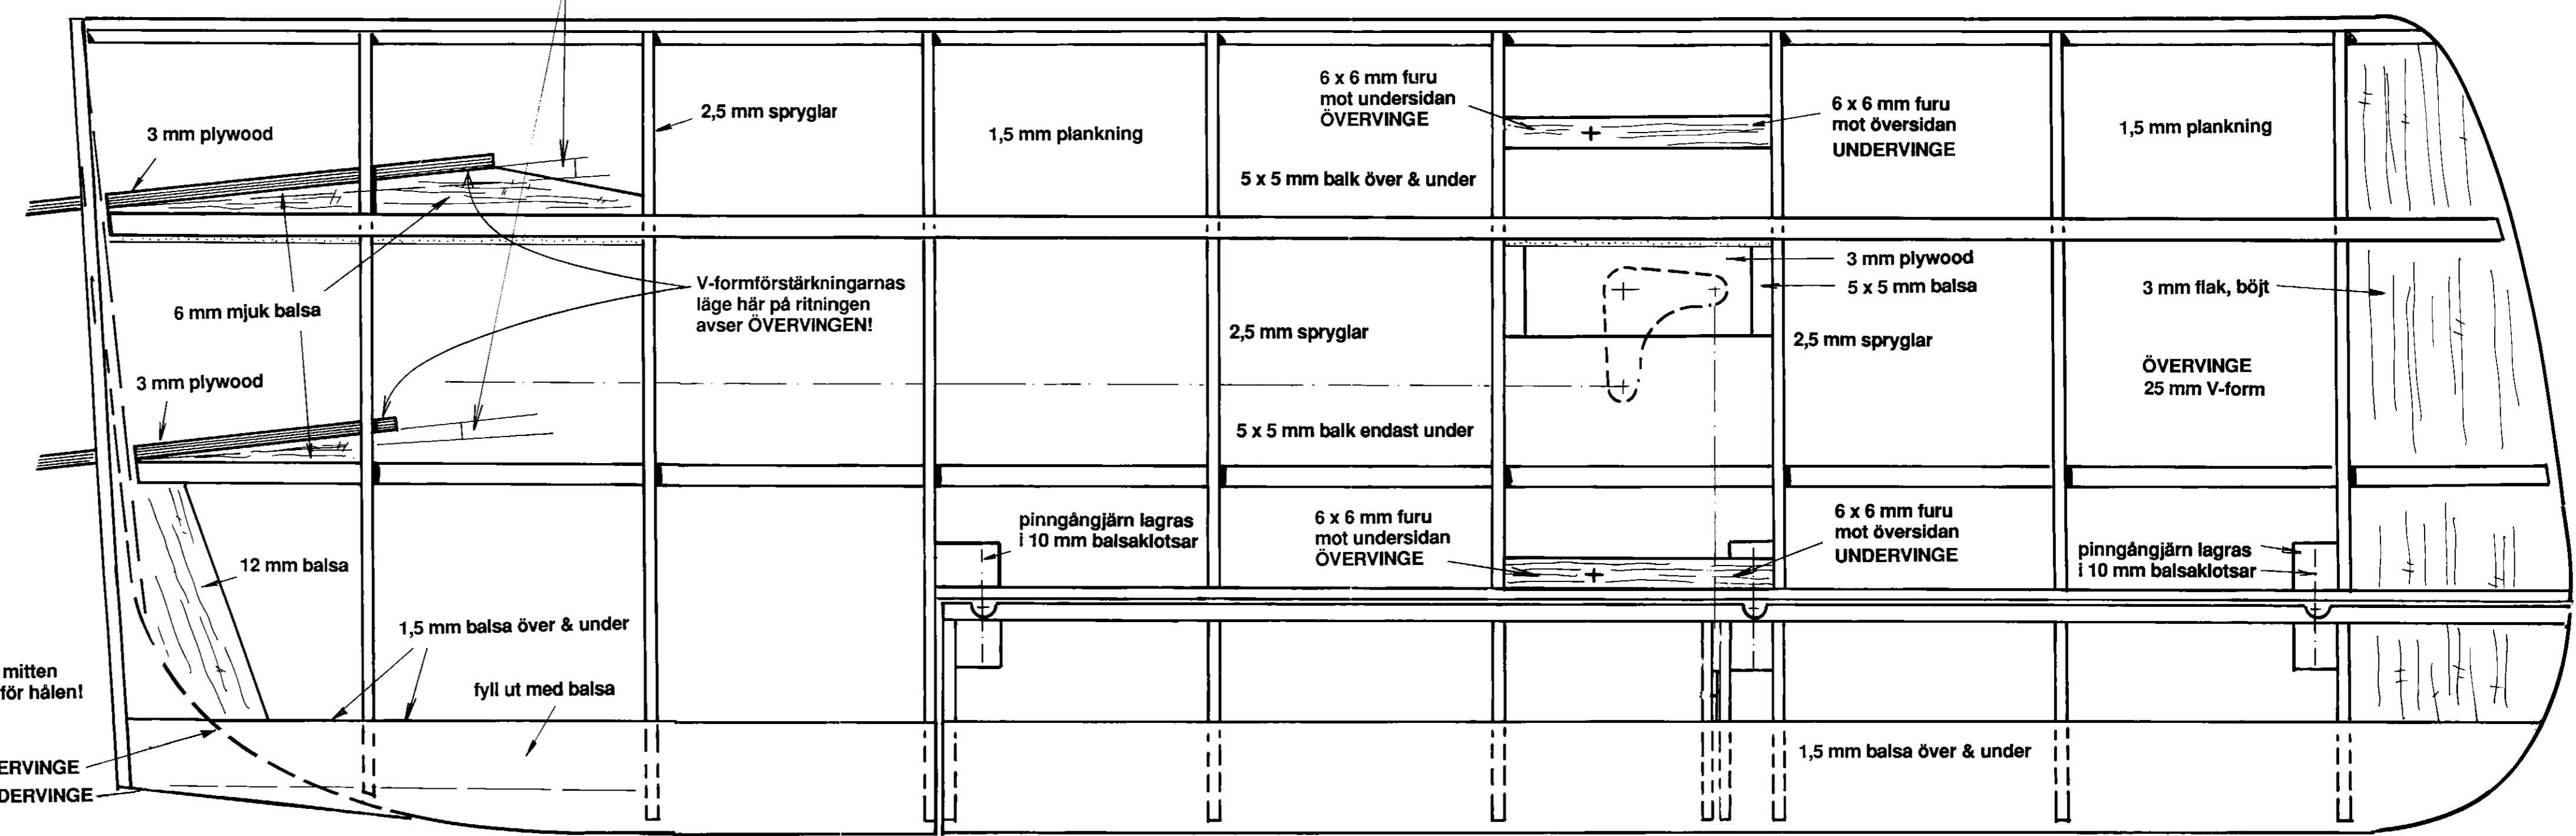 3 mm plywood
2,5 mm spryglar
1,5 mm plankning
6 x 6 mm furu
mot undersidan
ÖVERVINGE
6 x 6 mm furu
mot översidan
UNDERVINGE
1,5 mm plankning
5 x 5 mm balk över & under
6 mm mjuk balsa
V-formförstärkningarnas
läge här på ritningen
avser ÖVERVINGEN!
3 mm plywood
5 x 5 mm balsa
3 mm flak, böjt
2,5 mm spryglar
2,5 mm spryglar
3 mm plywood
ÖVERVINGE
25 mm V-form
5 x 5 mm balk endast under
pinngångjärn lagras
i 10 mm balsaklotsar
6 x 6 mm furu
mot undersidan
ÖVERVINGE
6 x 6 mm furu
mot översidan
UNDERVINGE
pinngångjärn lagras
i 10 mm balsaklotsar
12 mm balsa
1,5 mm balsa över & under
mitten
för hålen!
fyll ut med balsa
1,5 mm balsa över & under
ERVINGE
DERVINGE